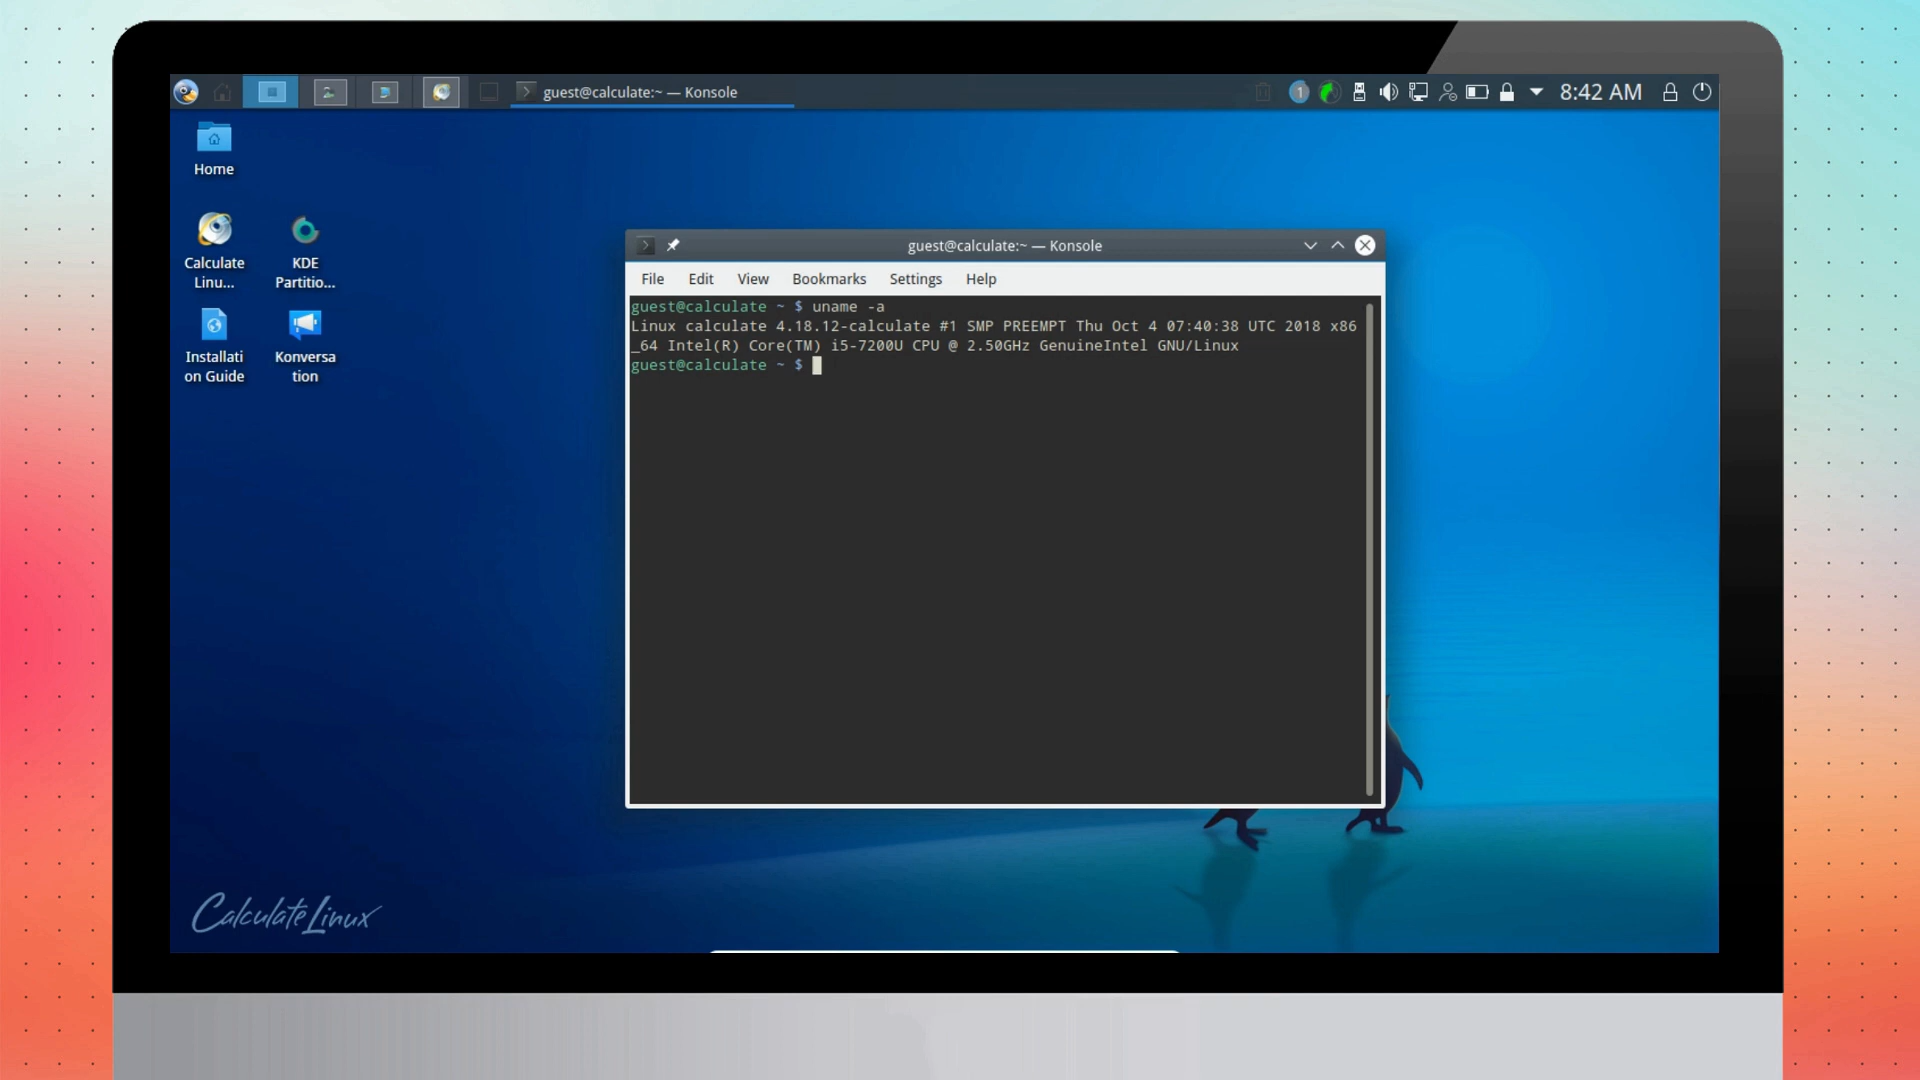 guest@calculate:~ — Konsole
1
8:42 AM
Home
Calculate
Linu...
KDE
Partitio...
Installati
on Guide
Konversa
tion
guest@calculate:~ — Konsole
File Edit View Bookmarks Settings Help
guest@calculate ~ $ uname -a
Linux calculate 4.18.12-calculate #1 SMP PREEMPT Thu Oct 4 07:40:38 UTC 2018 x86
_64 Intel(R) Core(TM) i5-7200U CPU @ 2.50GHz GenuineIntel GNU/Linux
guest@calculate ~ $
Calculate Linux